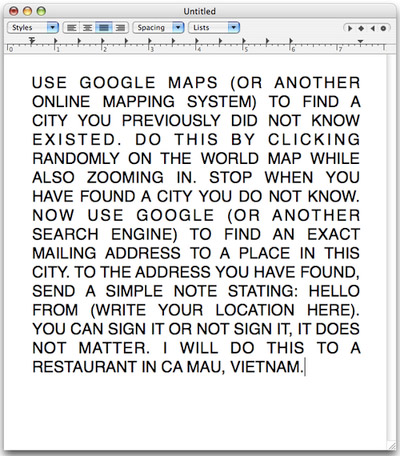 Untitled
Styles Spacing Lists
0 1 2 3 4 5 6 7
USE GOOGLE MAPS (OR ANOTHER
ONLINE MAPPING SYSTEM) TO FIND A
CITY YOU PREVIOUSLY DID NOT KNOW
EXISTED. DO THIS BY CLICKING
RANDOMLY ON THE WORLD MAP WHILE
ALSO ZOOMING IN. STOP WHEN YOU
HAVE FOUND A CITY YOU DO NOT KNOW.
NOW USE GOOGLE (OR ANOTHER
SEARCH ENGINE) TO FIND AN EXACT
MAILING ADDRESS TO A PLACE IN THIS
CITY. TO THE ADDRESS YOU HAVE FOUND,
SEND A SIMPLE NOTE STATING: HELLO
FROM (WRITE YOUR LOCATION HERE).
YOU CAN SIGN IT OR NOT SIGN IT, IT DOES
NOT MATTER. I WILL DO THIS TO A
RESTAURANT IN CA MAU, VIETNAM.